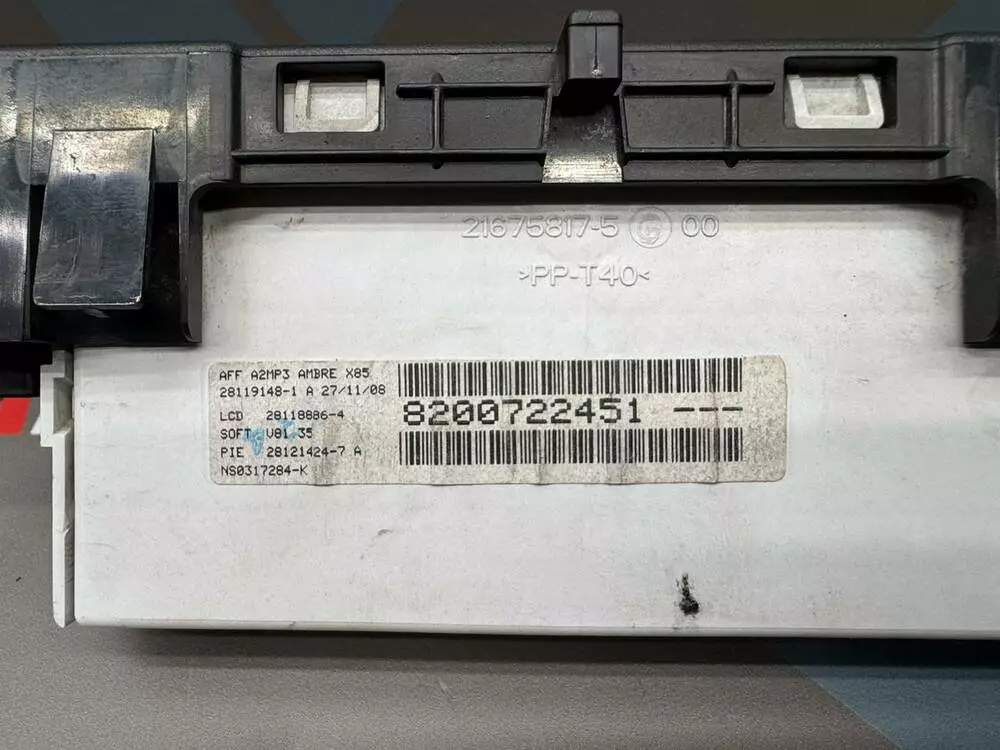 21675817-5 G 00
>PP-T40<
AFF A2MP3 AMBRE X85
28119148-1 A 27/11/08
LCD 28118886-4
SOFT V81.35
PIE 28121424-7 A
NS0317284-K
8200722451 ---